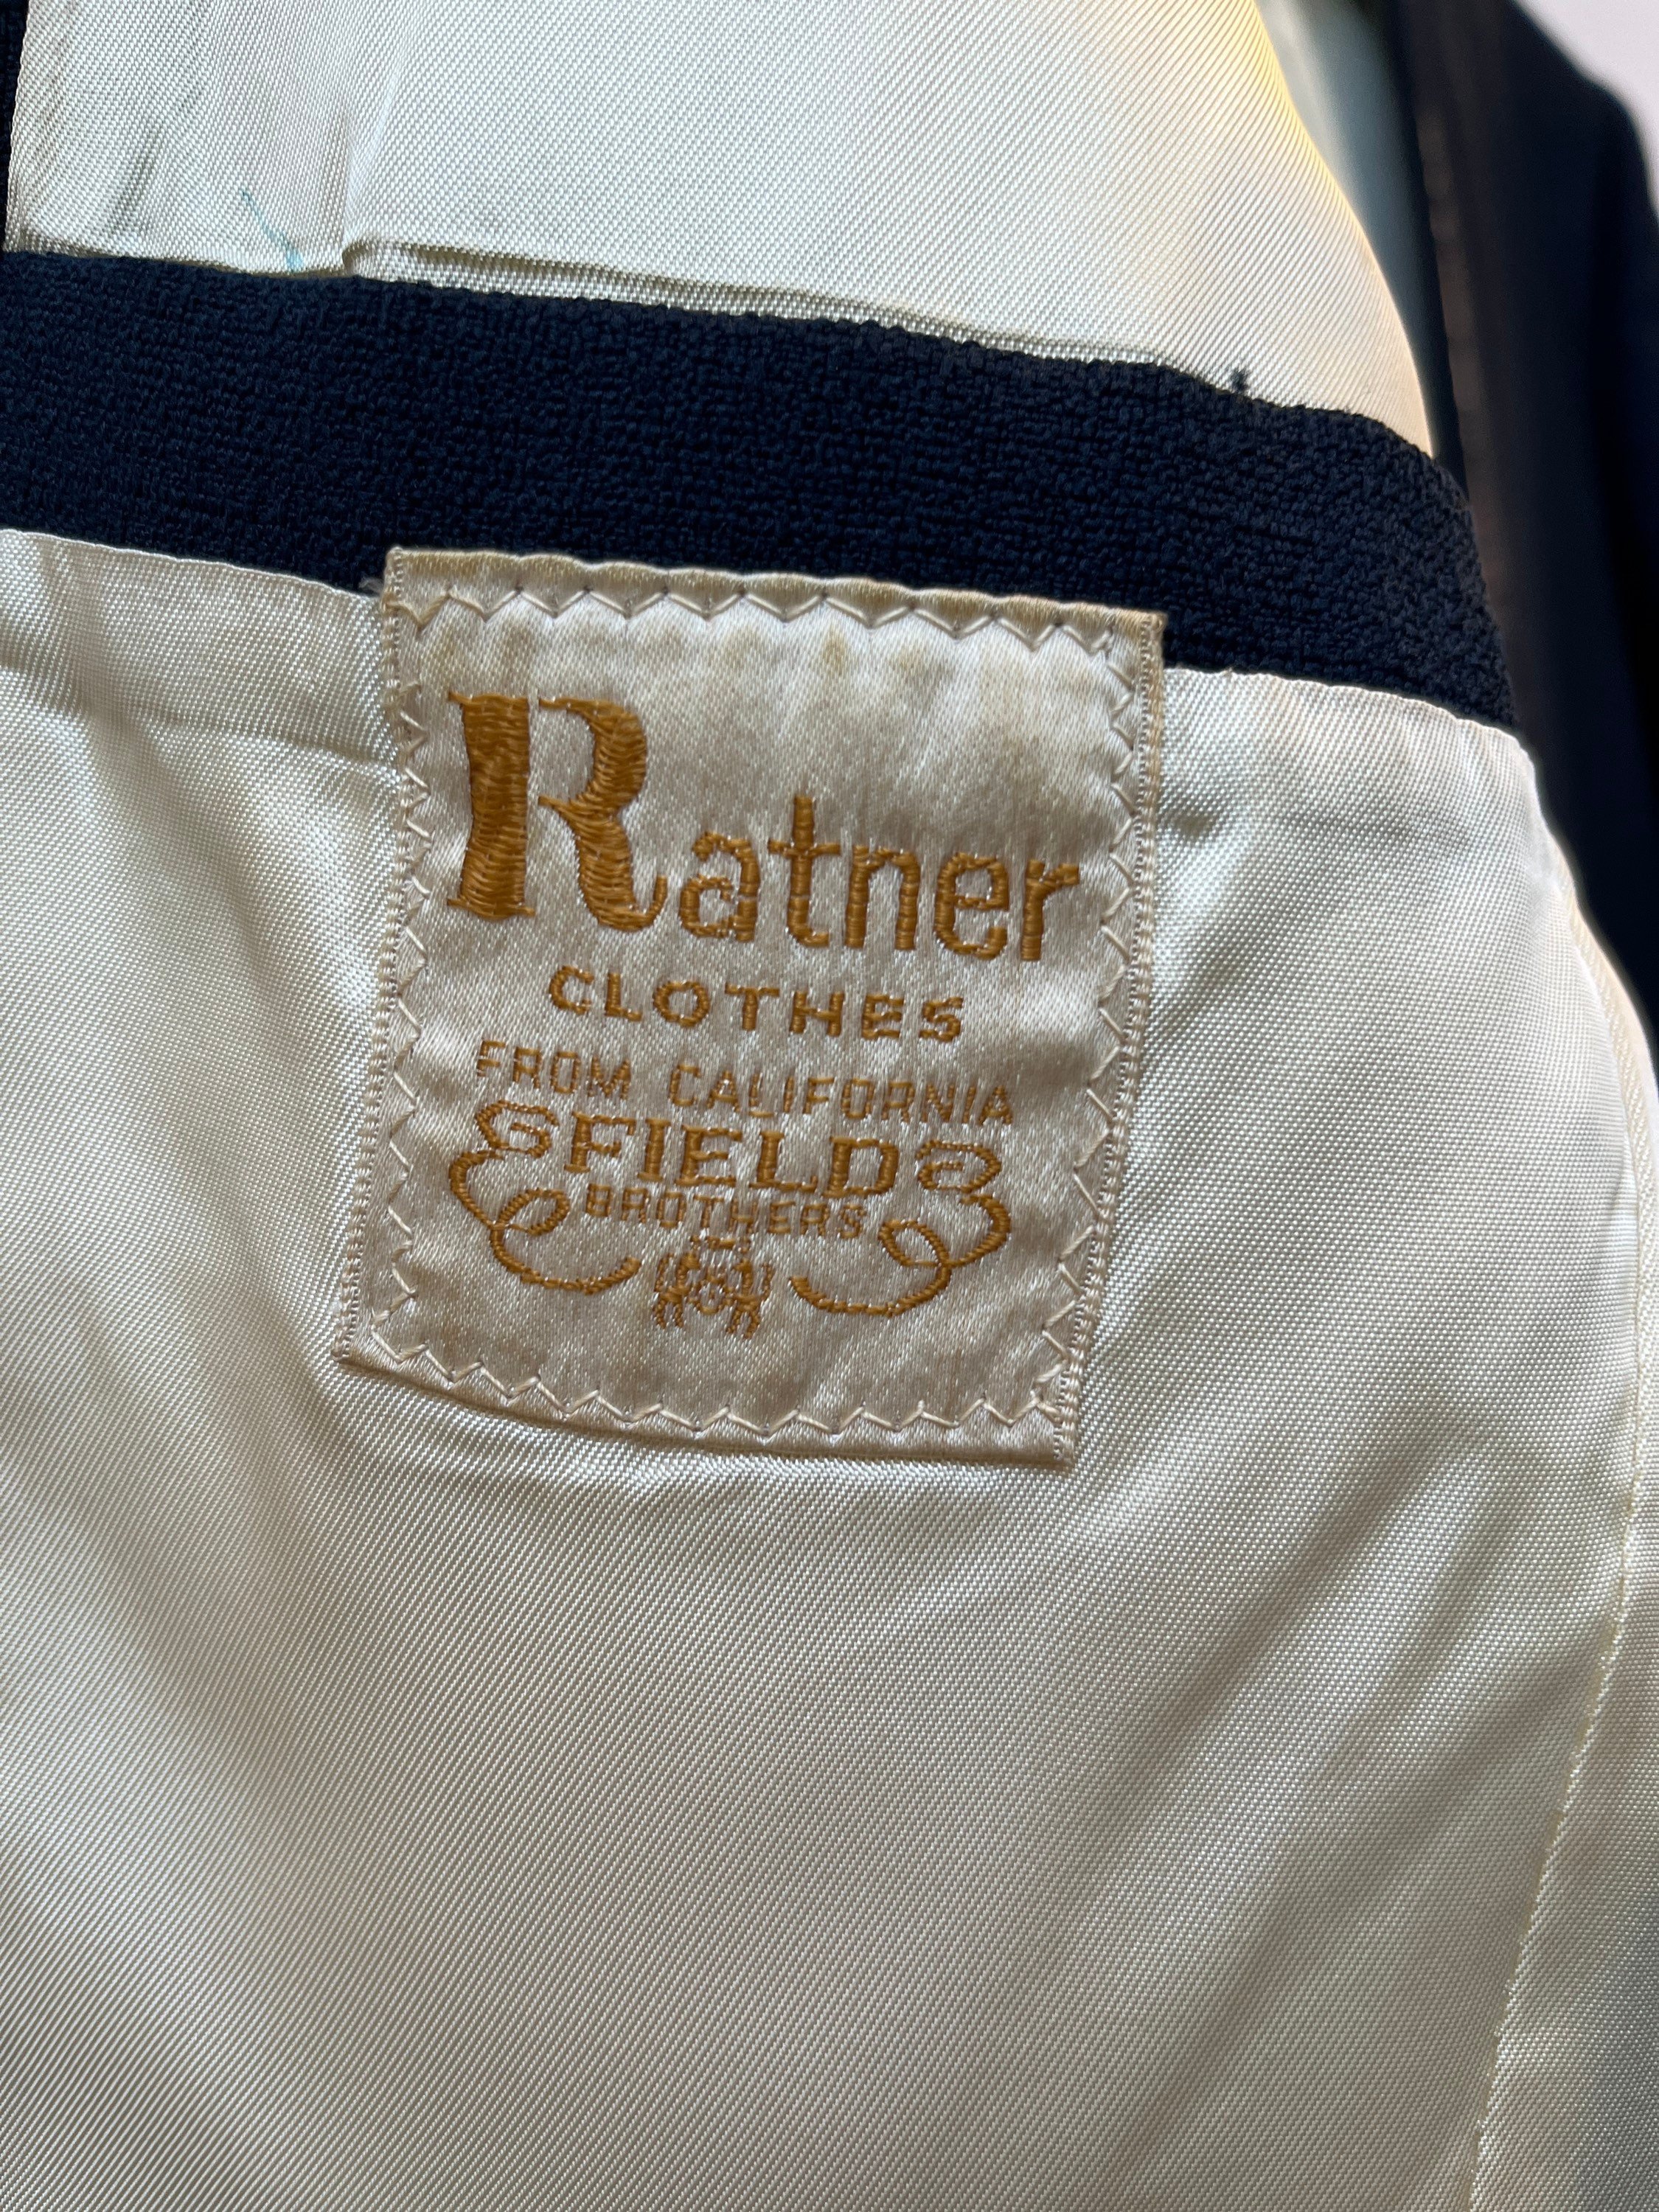 Ratner
CLOTHES
FROM CALIFORNIA
FIELD
BROTHERS